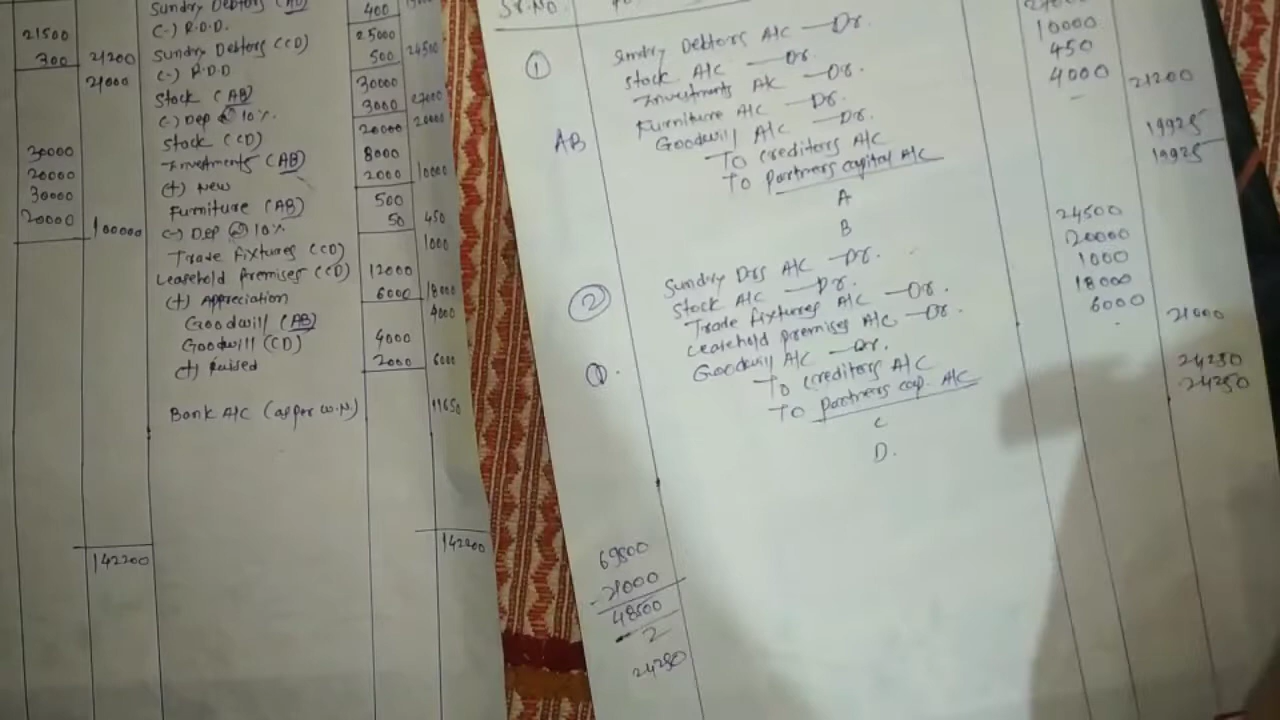 Sundry Debtors (AB)
400
21500 (-) R.D.D.
25000
300 21200 Sundry Debtors (CD)
500 24500
21000 (-) R.D.D
30000
Stock (AB)
3000
(-) Dep @ 10%.
20000 20000
30000 Stock (CD)
8000
20000 Investments (AB)
2000 10000
30000 (+) New
500
20000 100000 Furniture (AB)
50 450
(-) Dep @ 10%
1000
Trade fixtures (CD)
Leasehold Premises (CD) 12000
(+) Appreciation 6000 18000
Goodwill (AB) 4000
Goodwill (CD) 4000
(+) Raised 2000 6000
Bank A/C (as per W.N.) 11650
142200 142200
Sr.No.
① Sundry Debtors A/C — Dr
Stock A/C — Dr. 10000
Investments A/C — Dr. 450
Furniture A/C — Dr. 4000
AB Goodwill A/C — Dr.
To creditors A/C 21200
To partners capital A/C
A 19925
B 19925
② Sundry Drs A/C — Dr. 24500
Stock A/C — Dr. 20000
Trade fixtures A/C — Dr. 1000
Leasehold premises A/C — Dr. 18000
Goodwill A/C — Dr. 6000
To creditors A/C 21000
To partners cap. A/C
C 24250
D. 24250
69500
-21000
48500
2
24250